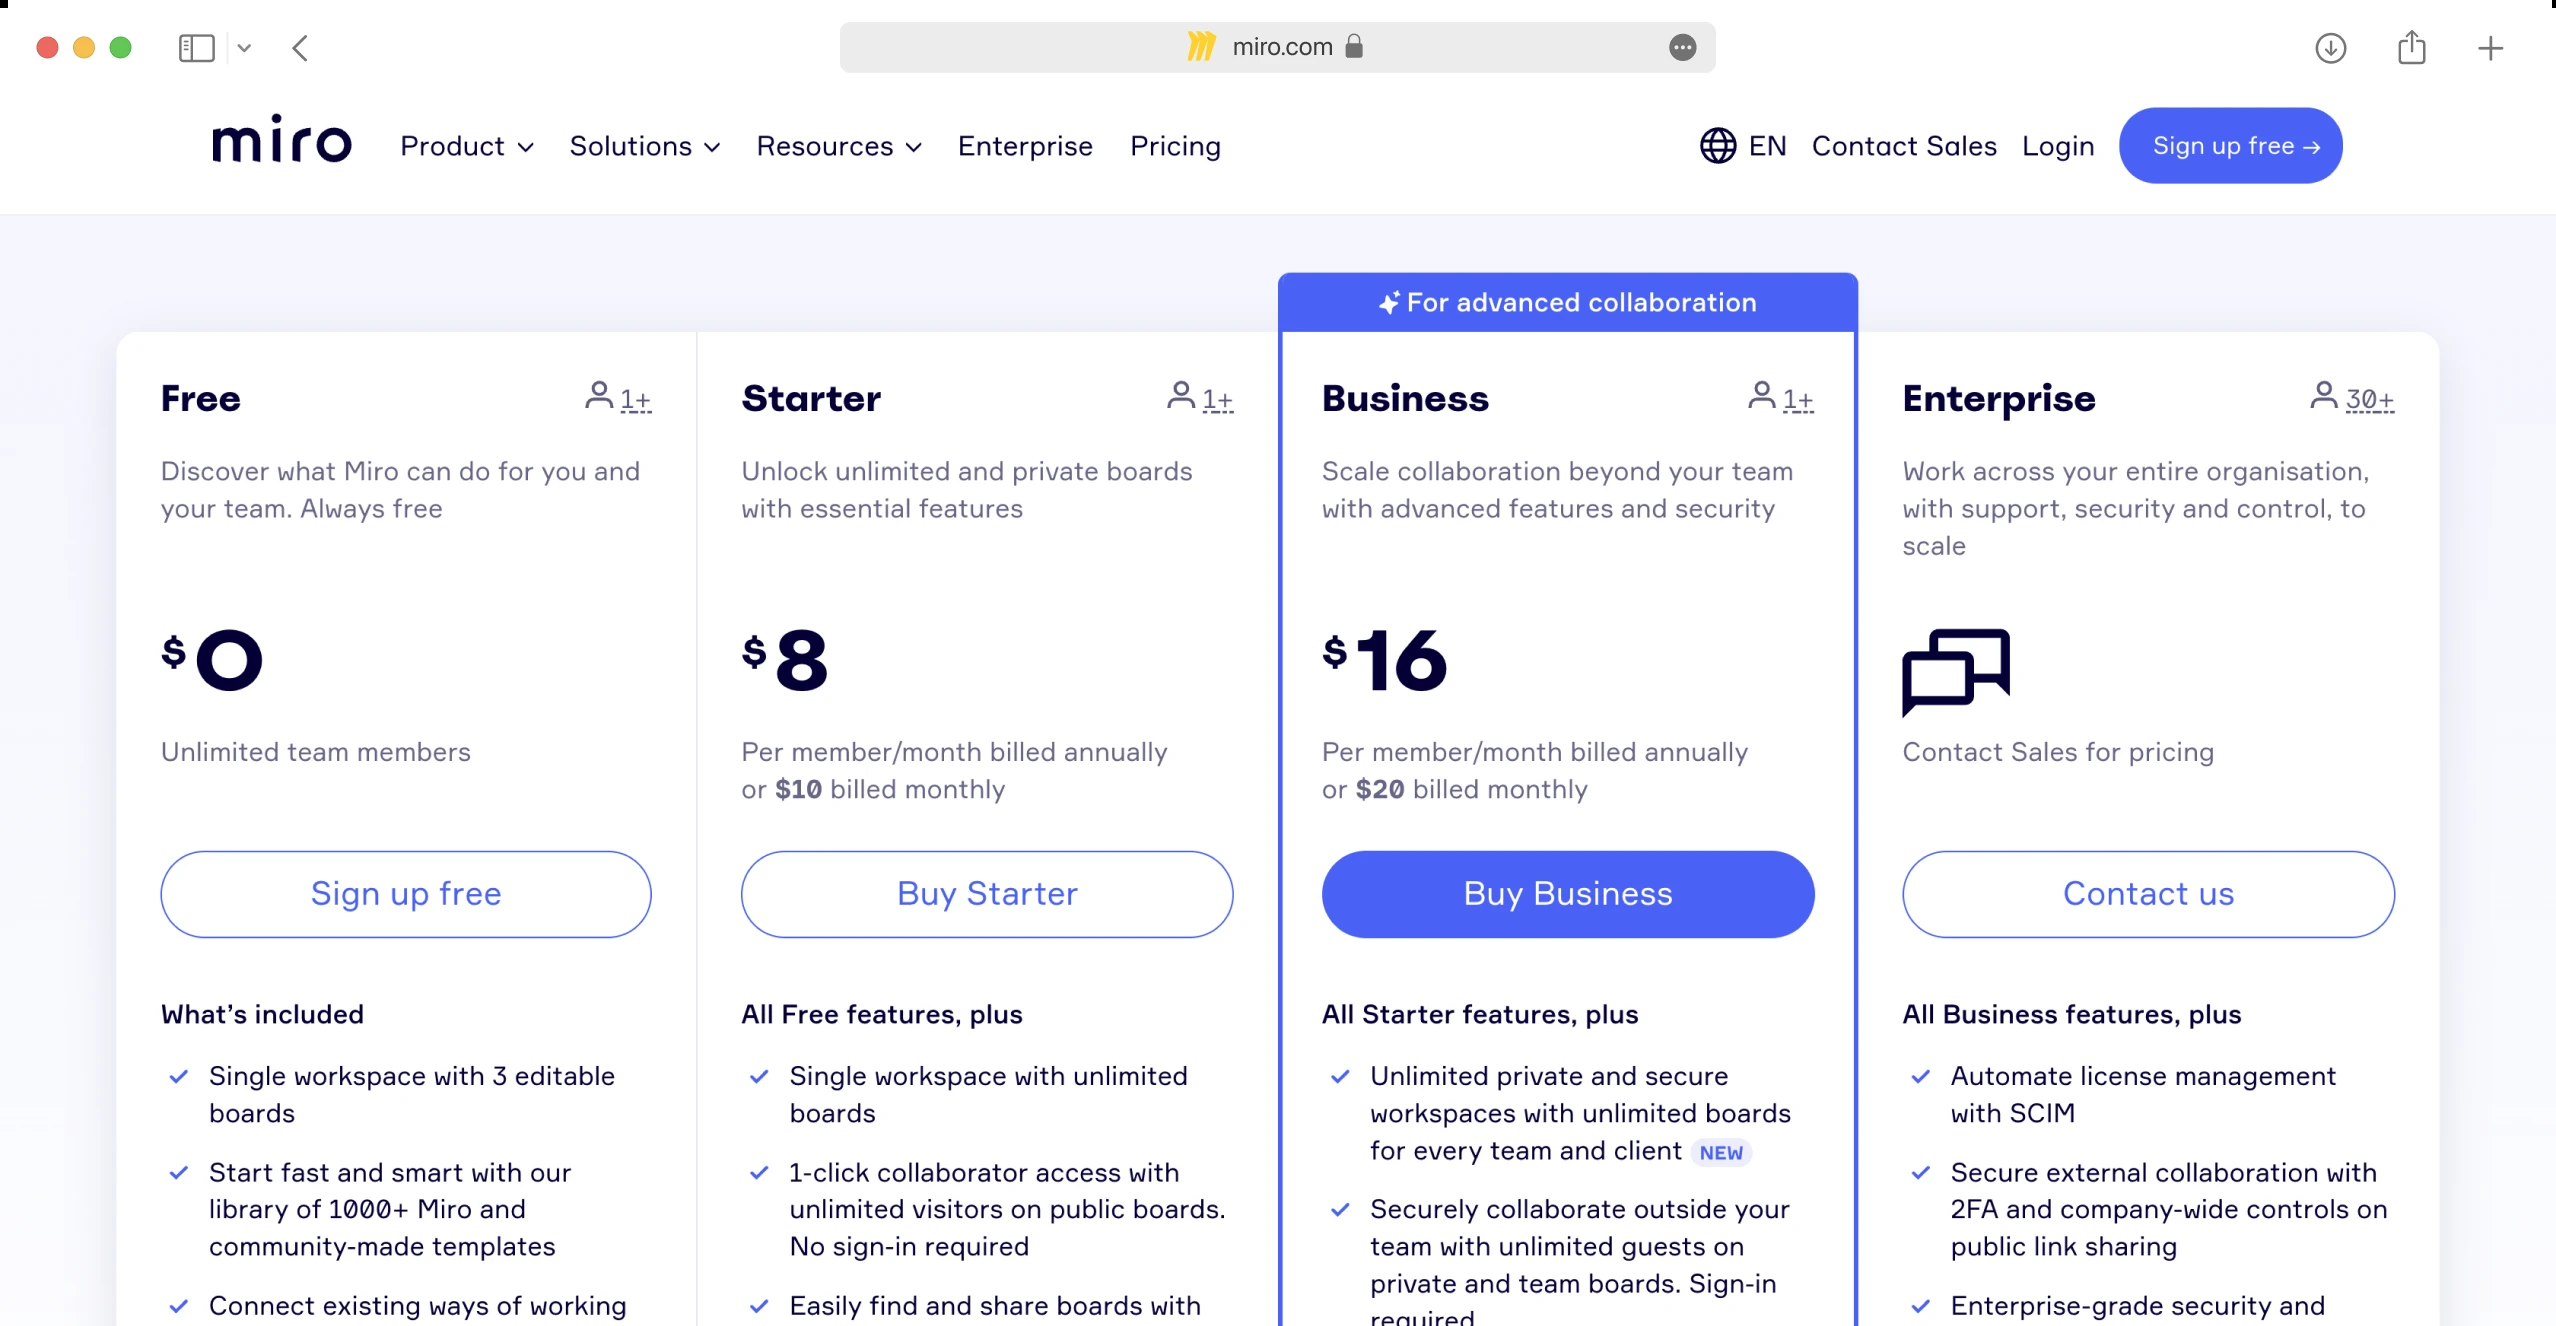 miro.com
miro
Product
Solutions
Resources
Enterprise
Pricing
EN
Contact Sales
Login
Sign up free →
For advanced collaboration
Free
1+
Discover what Miro can do for you and
your team. Always free
$0
Unlimited team members
Sign up free
What's included
Single workspace with 3 editable
boards
Start fast and smart with our
library of 1000+ Miro and
community-made templates
Connect existing ways of working
Starter
1+
Unlock unlimited and private boards
with essential features
$8
Per member/month billed annually
or $10 billed monthly
Buy Starter
All Free features, plus
Single workspace with unlimited
boards
1-click collaborator access with
unlimited visitors on public boards.
No sign-in required
Easily find and share boards with
Business
1+
Scale collaboration beyond your team
with advanced features and security
$16
Per member/month billed annually
or $20 billed monthly
Buy Business
All Starter features, plus
Unlimited private and secure
workspaces with unlimited boards
for every team and client NEW
Securely collaborate outside your
team with unlimited guests on
private and team boards. Sign-in
required
Enterprise
30+
Work across your entire organisation,
with support, security and control, to
scale
Contact Sales for pricing
Contact us
All Business features, plus
Automate license management
with SCIM
Secure external collaboration with
2FA and company-wide controls on
public link sharing
Enterprise-grade security and